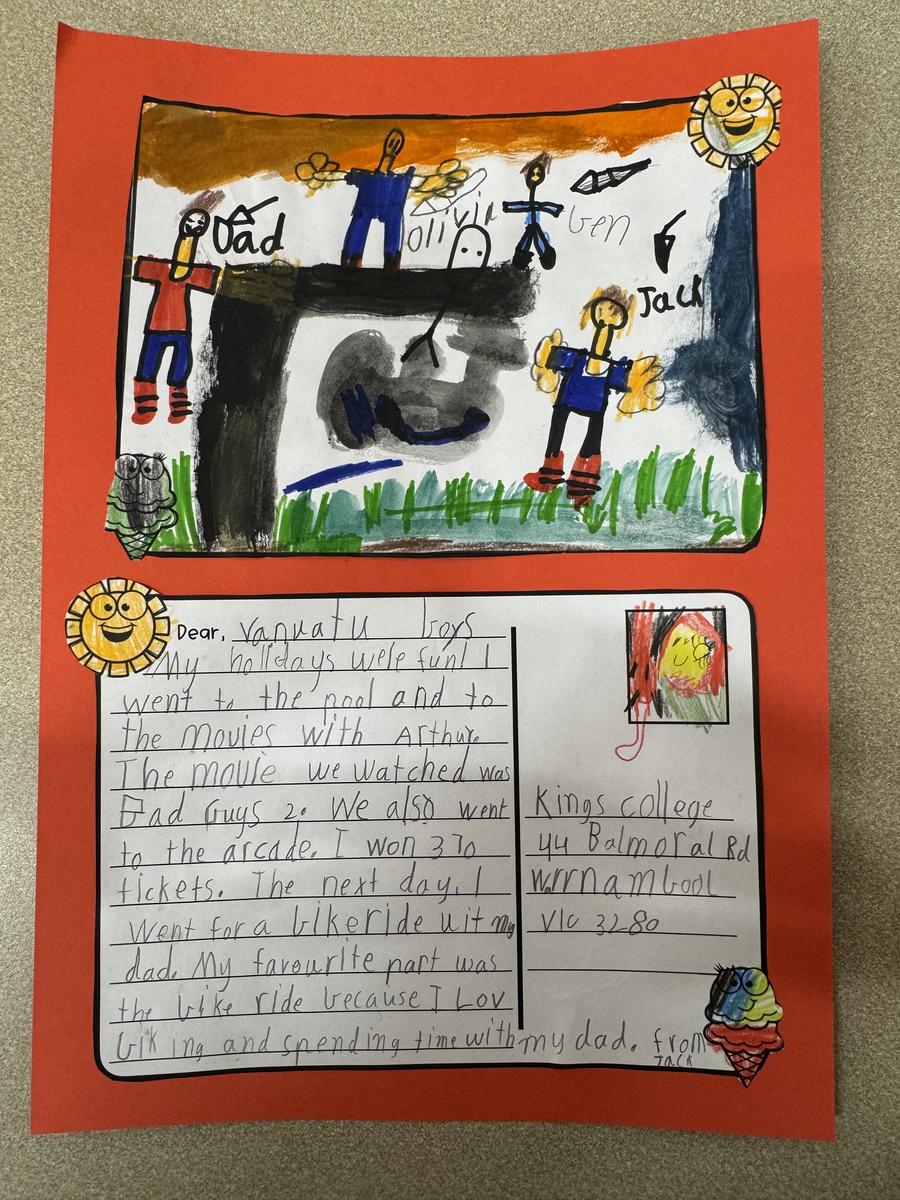 Olivia
Dad
Gen
Jack
Dear, vanuatu boys
My holidays wele fun! I
went to the pool and to
the movies with Arthur.
The movie we watched was
Bad Guys 2. We also went
to the arcade. I won 370
tickets. The next day, I
went for a bikeride uit my
dad. My favourite part was
the bike ride because I Lov
biking and spending time with my dad. from
Jack
Kings college
44 Balmoral Rd
Wrrnambool
Vic 3280